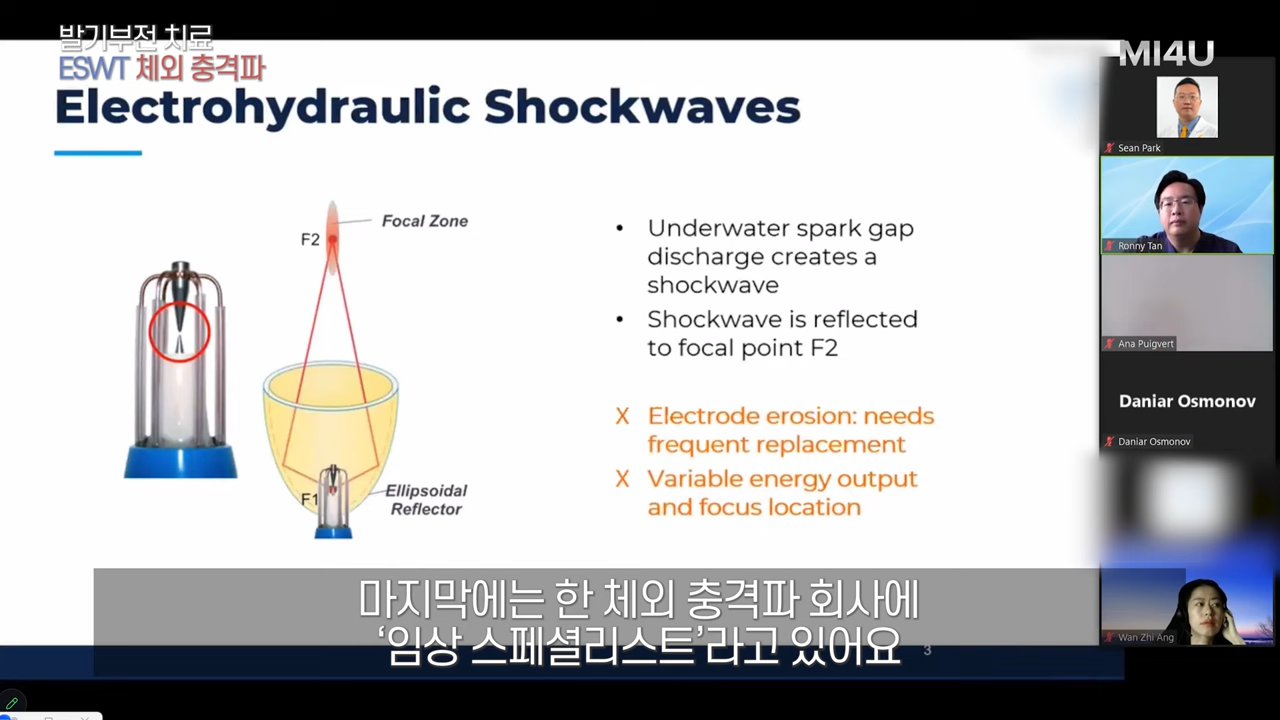 발기부전 치료
ESWT 체외 충격파
MI4U
Electrohydraulic Shockwaves
Focal Zone
F2
F1
Ellipsoidal
Reflector
• Underwater spark gap
discharge creates a
shockwave
• Shockwave is reflected
to focal point F2
X Electrode erosion: needs
frequent replacement
X Variable energy output
and focus location
Sean Park
Ronny Tan
Ana Puigvert
Daniar Osmonov
Daniar Osmonov
Wan Zhi Ang
마지막에는 한 체외 충격파 회사에
‘임상 스페셜리스트’라고 있어요
3